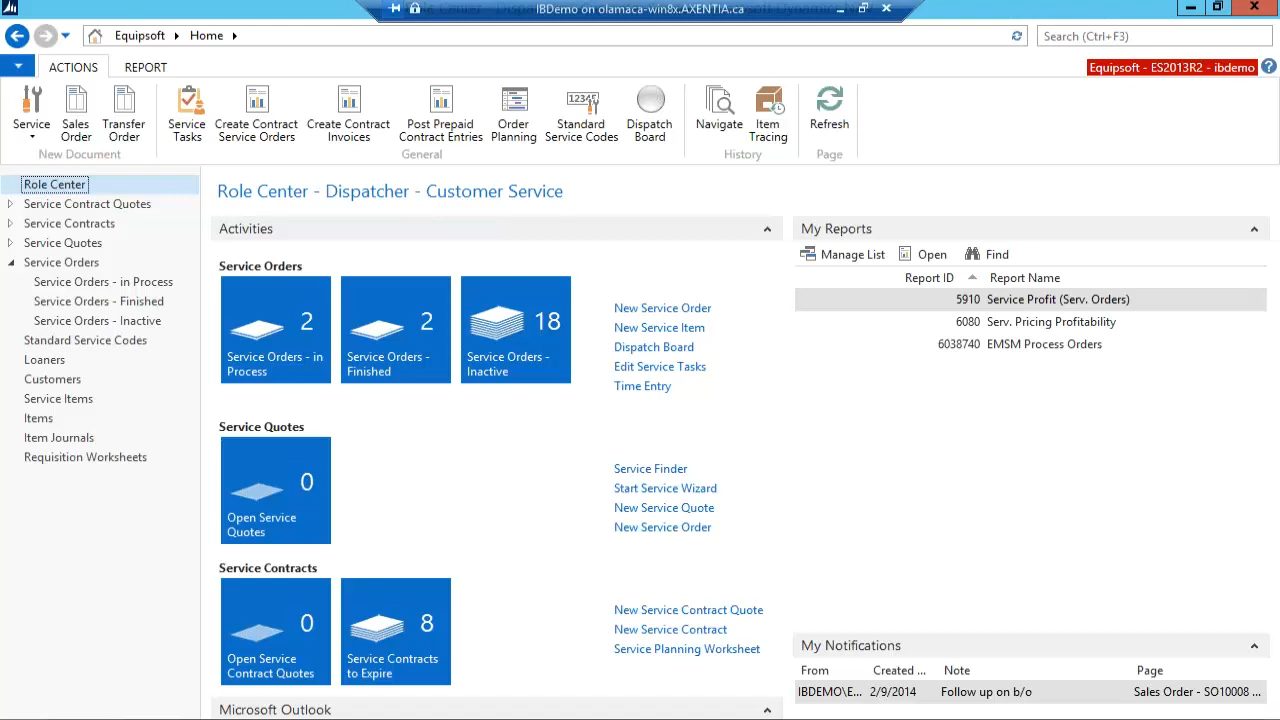 IBDemo on olamaca-win8x.AXENTIA.ca
Equipsoft Home
Search (Ctrl+F3)
ACTIONS REPORT
Equipsoft - ES2013R2 - ibdemo
Service
Sales Order
Transfer Order
New Document
Service Tasks
Create Contract Service Orders
Create Contract Invoices
Post Prepaid Contract Entries
Order Planning
12345
Standard Service Codes
Dispatch Board
General
Navigate
Item Tracing
History
Refresh
Page
Role Center
Service Contract Quotes
Service Contracts
Service Quotes
Service Orders
Service Orders - in Process
Service Orders - Finished
Service Orders - Inactive
Standard Service Codes
Loaners
Customers
Service Items
Items
Item Journals
Requisition Worksheets
Role Center - Dispatcher - Customer Service
Activities
Service Orders
2
Service Orders - in Process
2
Service Orders - Finished
18
Service Orders - Inactive
New Service Order
New Service Item
Dispatch Board
Edit Service Tasks
Time Entry
Service Quotes
0
Open Service Quotes
Service Finder
Start Service Wizard
New Service Quote
New Service Order
Service Contracts
0
Open Service Contract Quotes
8
Service Contracts to Expire
New Service Contract Quote
New Service Contract
Service Planning Worksheet
Microsoft Outlook
My Reports
Manage List Open Find
Report ID Report Name
5910 Service Profit (Serv. Orders)
6080 Serv. Pricing Profitability
6038740 EMSM Process Orders
My Notifications
From Created ... Note Page
IBDEMO\E... 2/9/2014 Follow up on b/o Sales Order - SO10008 ...